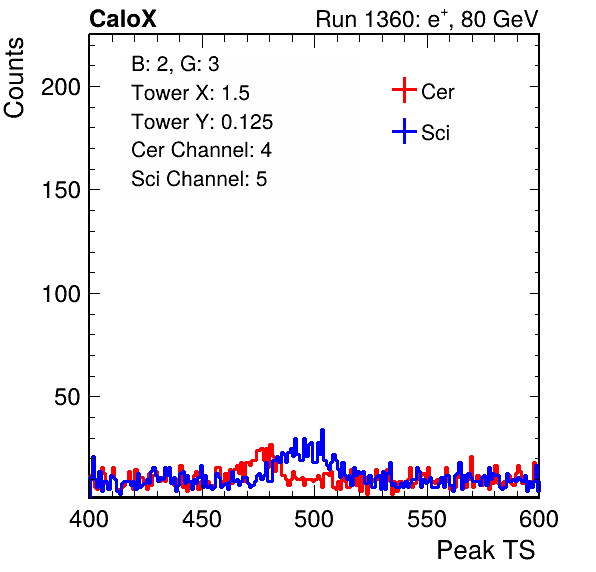 CaloX Run 1360: e⁺, 80 GeV
Counts
B: 2, G: 3
Tower X: 1.5
Tower Y: 0.125
Cer Channel: 4
Sci Channel: 5
Cer
Sci
200
150
100
50
400 450 500 550 600
Peak TS